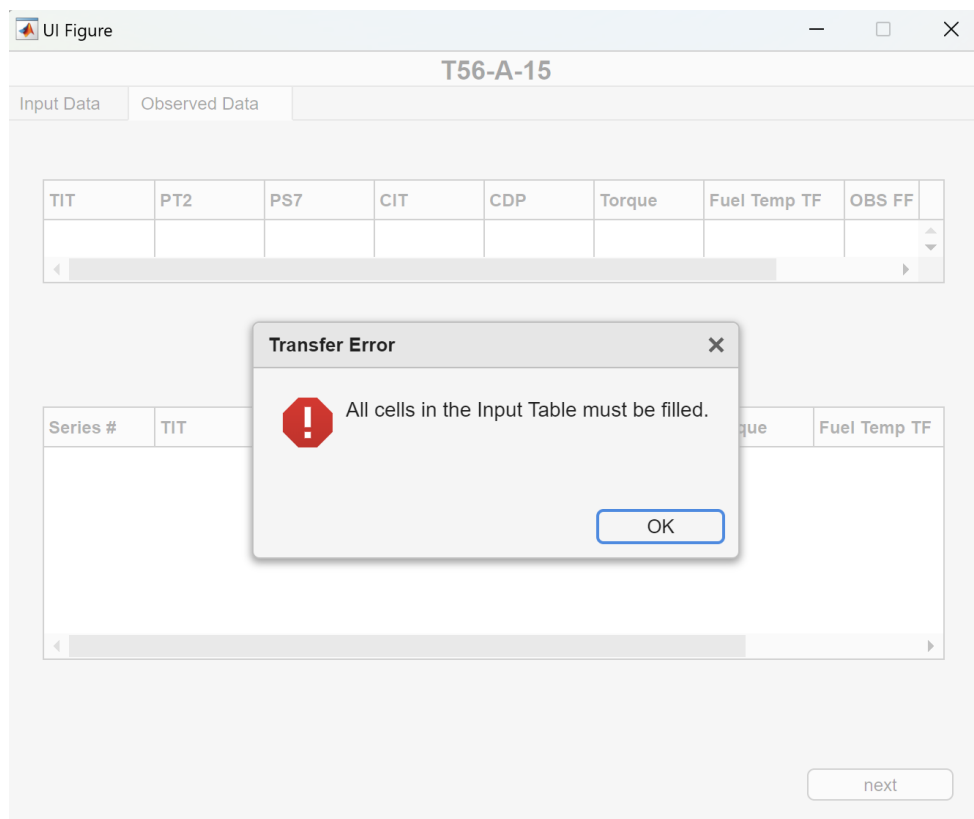 UI Figure
T56-A-15
Input Data Observed Data
TIT PT2 PS7 CIT CDP Torque Fuel Temp TF OBS FF
Transfer Error
All cells in the Input Table must be filled.
OK
Series # TIT que Fuel Temp TF
next